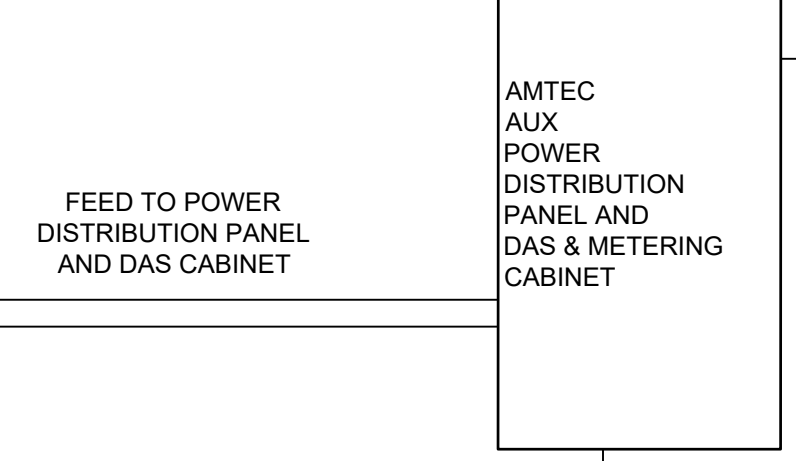 AMTEC
AUX
POWER
DISTRIBUTION
PANEL AND
DAS & METERING
CABINET
FEED TO POWER
DISTRIBUTION PANEL
AND DAS CABINET